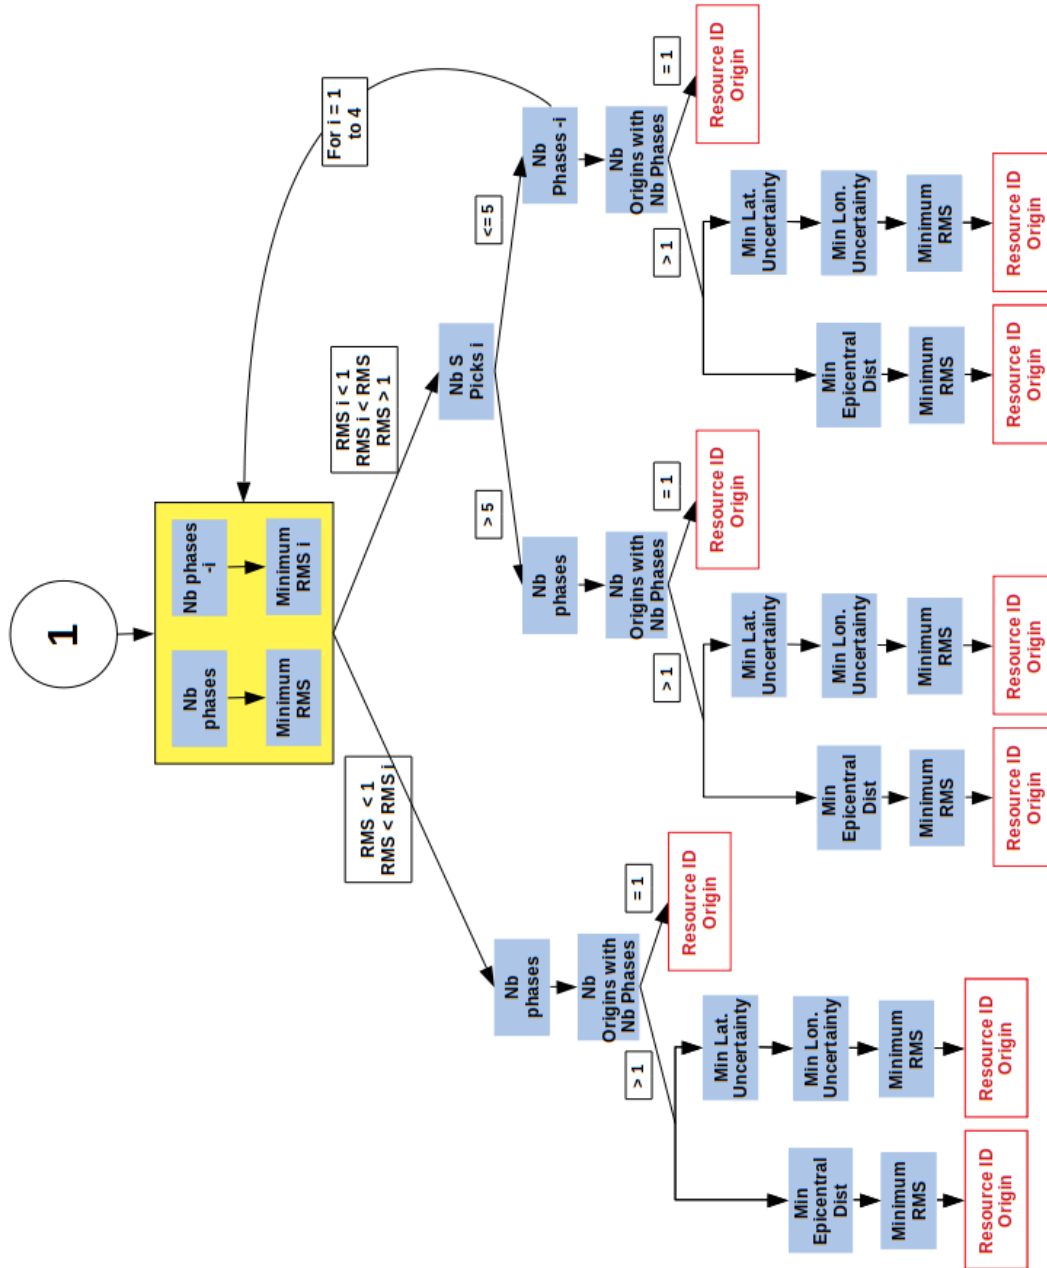 1
Nb
phases
Minimum
RMS
Nb phases
-i
Minimum
RMS i
For i = 1
to 4
RMS < 1
RMS < RMS i
RMS i < 1
RMS i < RMS
RMS > 1
Nb
phases
Nb
Origins with
Nb Phases
> 1
= 1
Resource ID
Origin
Min
Epicentral
Dist
Minimum
RMS
Resource ID
Origin
Min Lat.
Uncertainty
Min Lon.
Uncertainty
Minimum
RMS
Resource ID
Origin
Nb S
Picks i
> 5
<= 5
Nb
phases
Nb
Origins with
Nb Phases
> 1
= 1
Resource ID
Origin
Min
Epicentral
Dist
Minimum
RMS
Resource ID
Origin
Min Lat.
Uncertainty
Min Lon.
Uncertainty
Minimum
RMS
Resource ID
Origin
Nb
Phases -i
Nb
Origins with
Nb Phases
> 1
= 1
Resource ID
Origin
Min
Epicentral
Dist
Minimum
RMS
Resource ID
Origin
Min Lat.
Uncertainty
Min Lon.
Uncertainty
Minimum
RMS
Resource ID
Origin